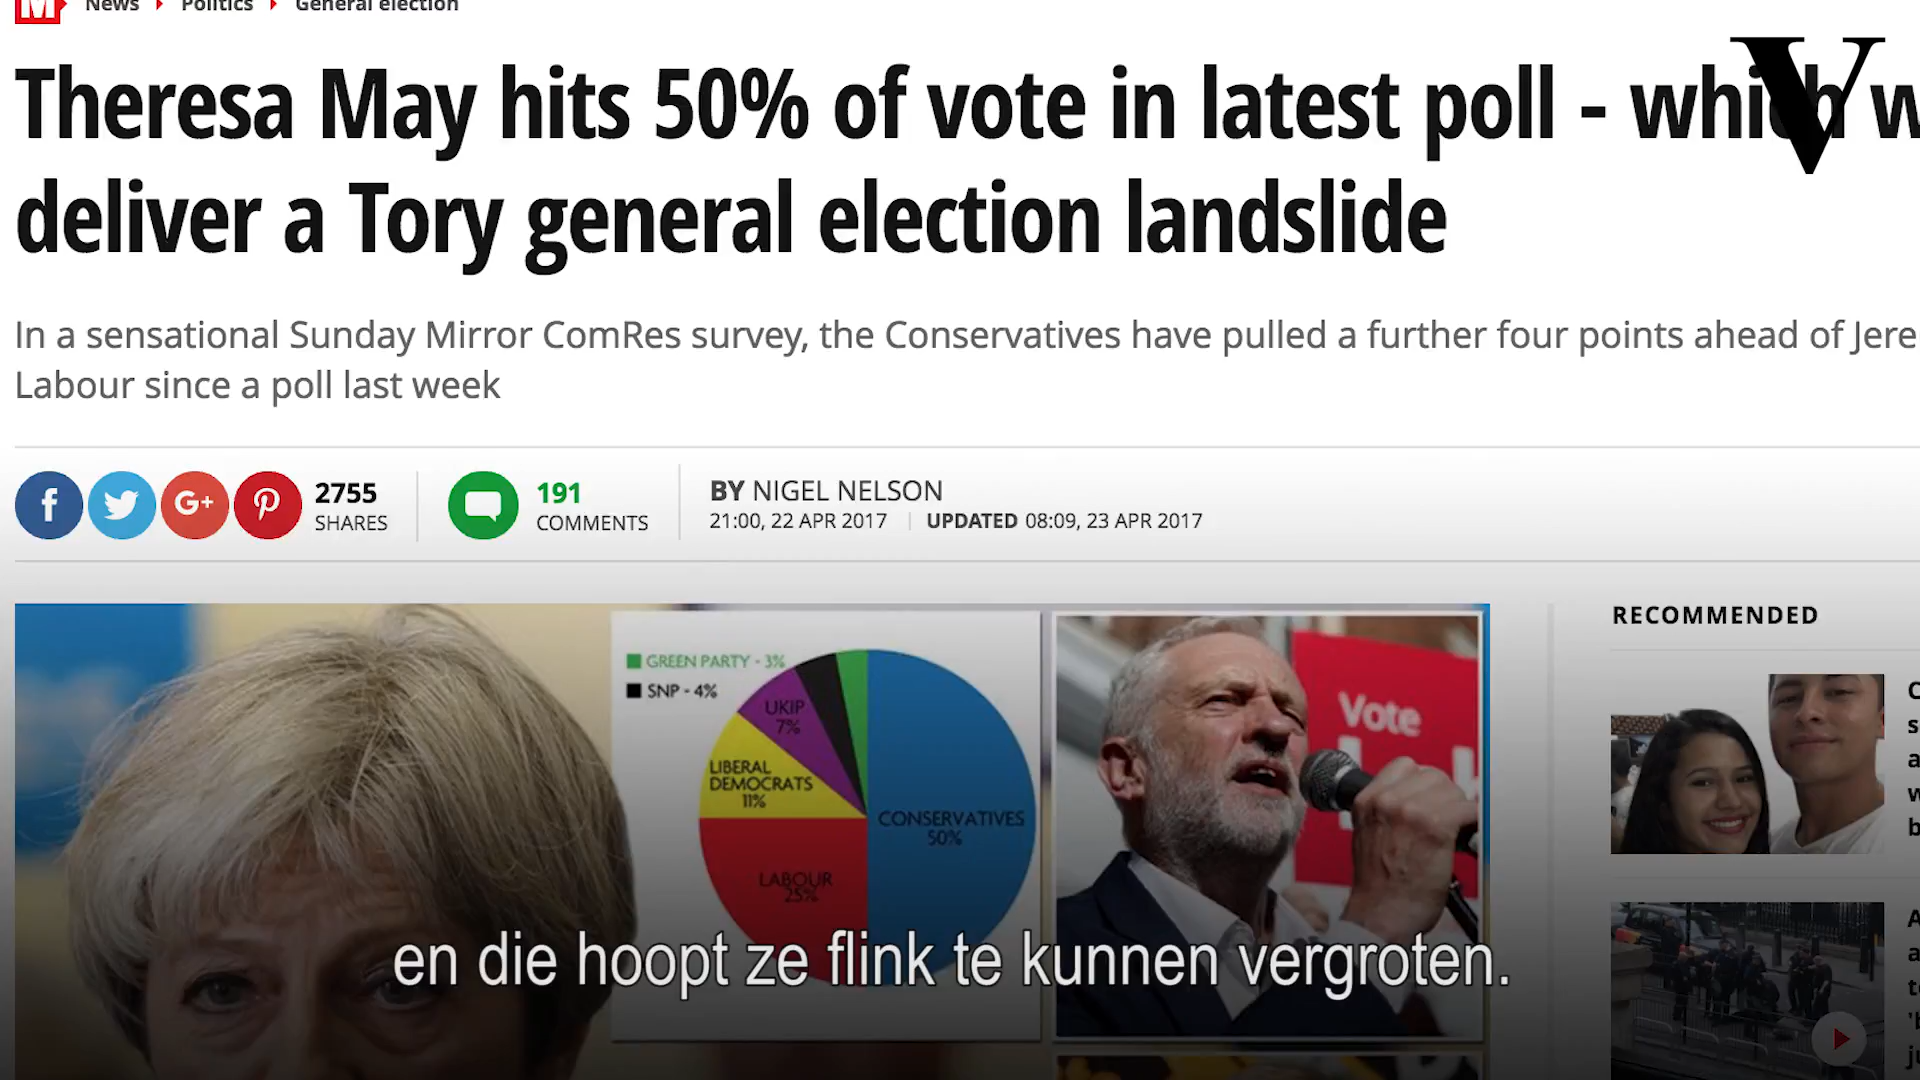 News Politics General election
Theresa May hits 50% of vote in latest poll - which w
deliver a Tory general election landslide
In a sensational Sunday Mirror ComRes survey, the Conservatives have pulled a further four points ahead of Jere
Labour since a poll last week
2755
SHARES
191
COMMENTS
BY NIGEL NELSON
21:00, 22 APR 2017 | UPDATED 08:09, 23 APR 2017
RECOMMENDED
GREEN PARTY - 3%
SNP - 4%
UKIP
7%
LIBERAL
DEMOCRATS
11%
CONSERVATIVES
50%
LABOUR
25%
Vote
en die hoopt ze flink te kunnen vergroten.
V